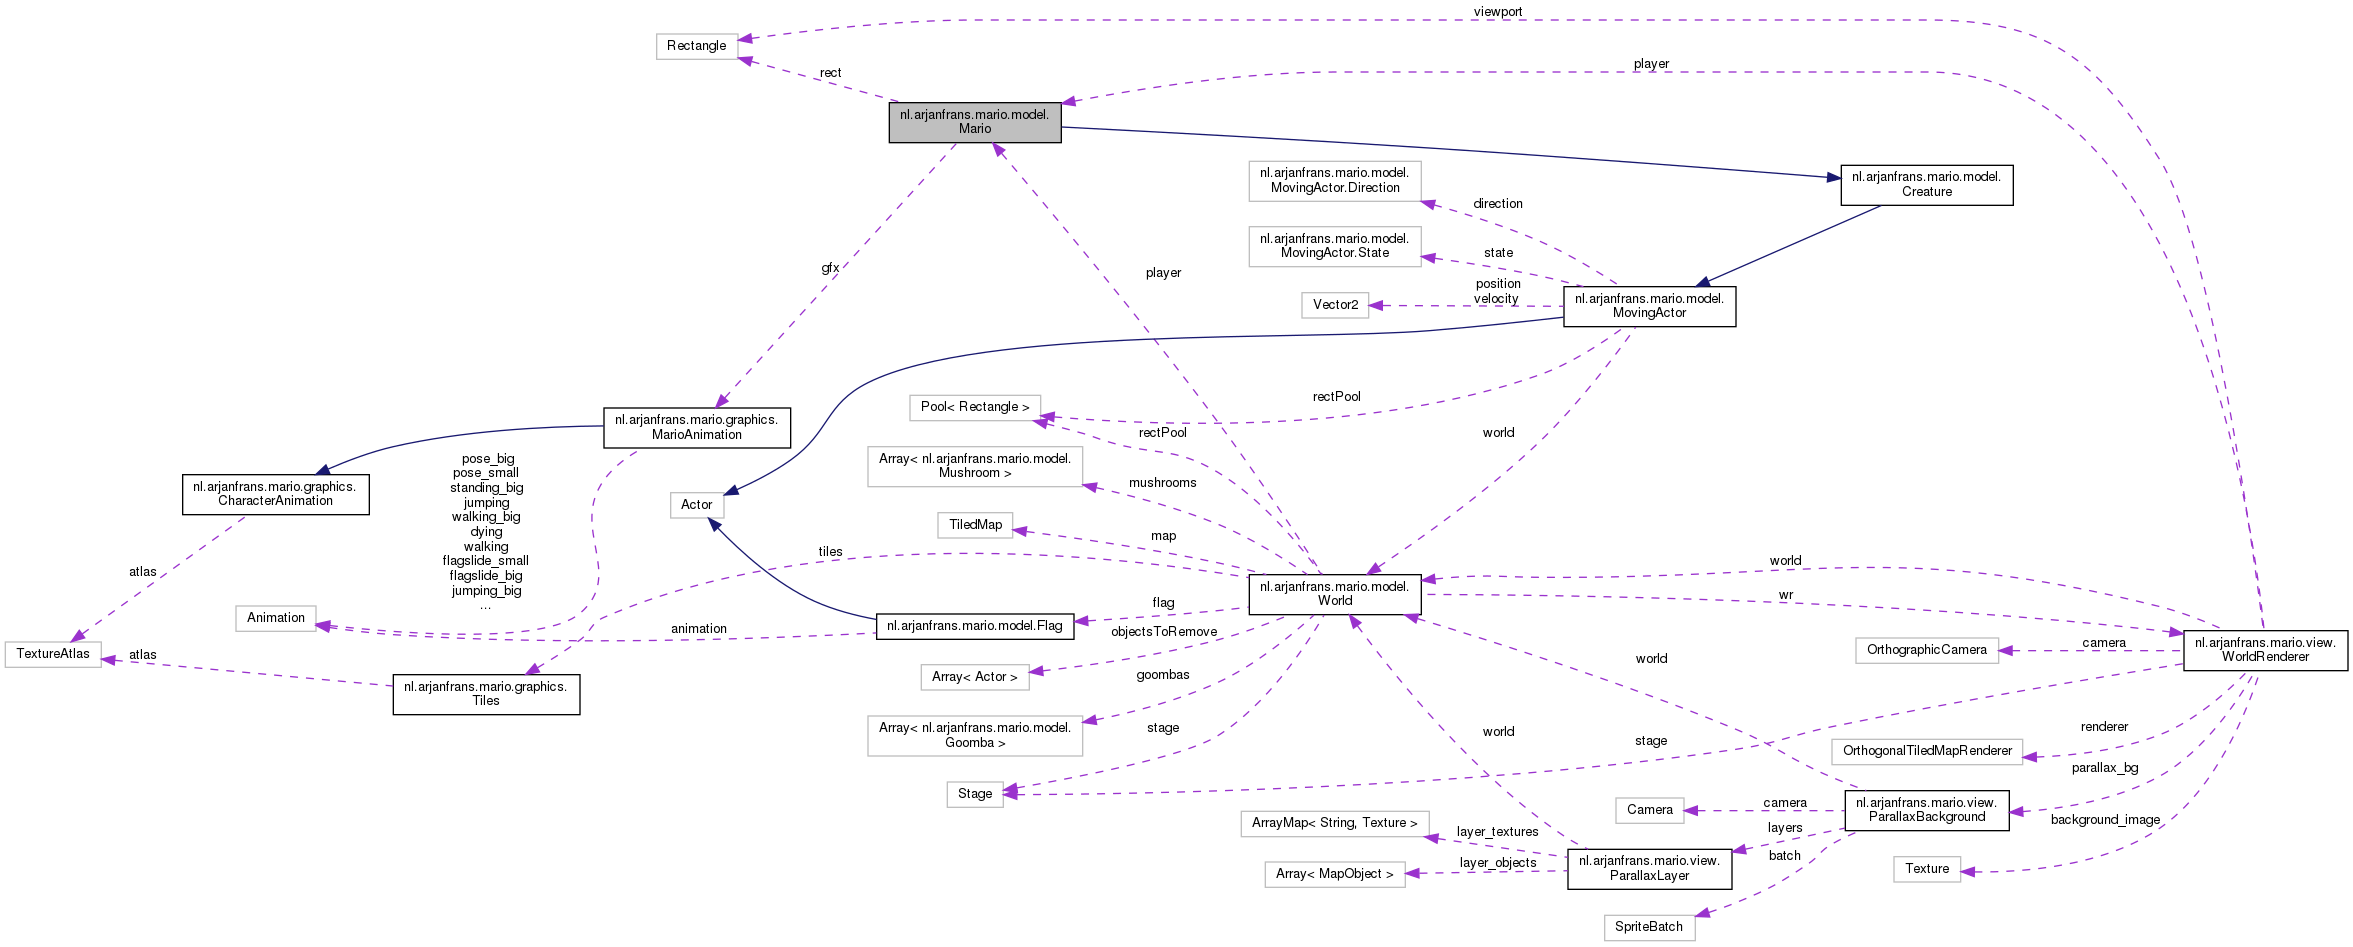 viewport
Rectangle
player
rect
nl.arjanfrans.mario.model.
Mario
nl.arjanfrans.mario.model.
MovingActor.Direction
nl.arjanfrans.mario.model.
Creature
direction
nl.arjanfrans.mario.model.
MovingActor.State
state
gfx
player
position
velocity
Vector2
nl.arjanfrans.mario.model.
MovingActor
rectPool
Pool< Rectangle >
nl.arjanfrans.mario.graphics.
MarioAnimation
rectPool
world
Array< nl.arjanfrans.mario.model.
Mushroom >
mushrooms
pose_big
pose_small
standing_big
jumping
walking_big
dying
walking
flagslide_small
flagslide_big
jumping_big
...
nl.arjanfrans.mario.graphics.
CharacterAnimation
Actor
TiledMap
map
tiles
atlas
world
nl.arjanfrans.mario.model.
World
wr
flag
Animation
animation
nl.arjanfrans.mario.model.Flag
objectsToRemove
TextureAtlas
atlas
nl.arjanfrans.mario.graphics.
Tiles
Array< Actor >
goombas
world
OrthographicCamera
camera
nl.arjanfrans.mario.view.
WorldRenderer
Array< nl.arjanfrans.mario.model.
Goomba >
stage
world
stage
renderer
OrthogonalTiledMapRenderer
parallax_bg
Stage
Camera
camera
nl.arjanfrans.mario.view.
ParallaxBackground
background_image
ArrayMap< String, Texture >
layer_textures
layers
batch
Array< MapObject >
layer_objects
nl.arjanfrans.mario.view.
ParallaxLayer
Texture
SpriteBatch